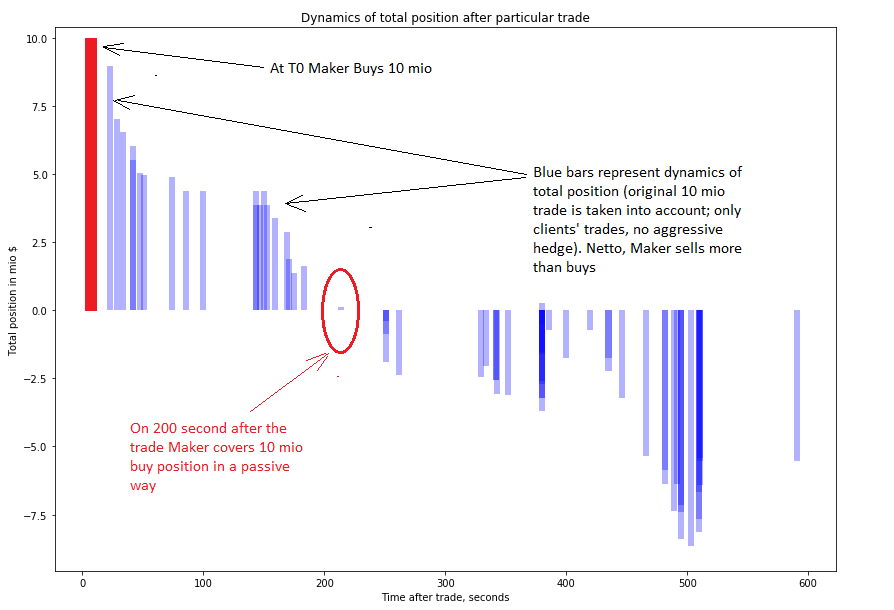 Dynamics of total position after particular trade
10.0
7.5
5.0
2.5
0.0
−2.5
−5.0
−7.5
Total position in mio $
At T0 Maker Buys 10 mio
Blue bars represent dynamics of
total position (original 10 mio
trade is taken into account; only
clients' trades, no aggressive
hedge). Netto, Maker sells more
than buys
On 200 second after the
trade Maker covers 10 mio
buy position in a passive
way
0 100 200 300 400 500 600
Time after trade, seconds